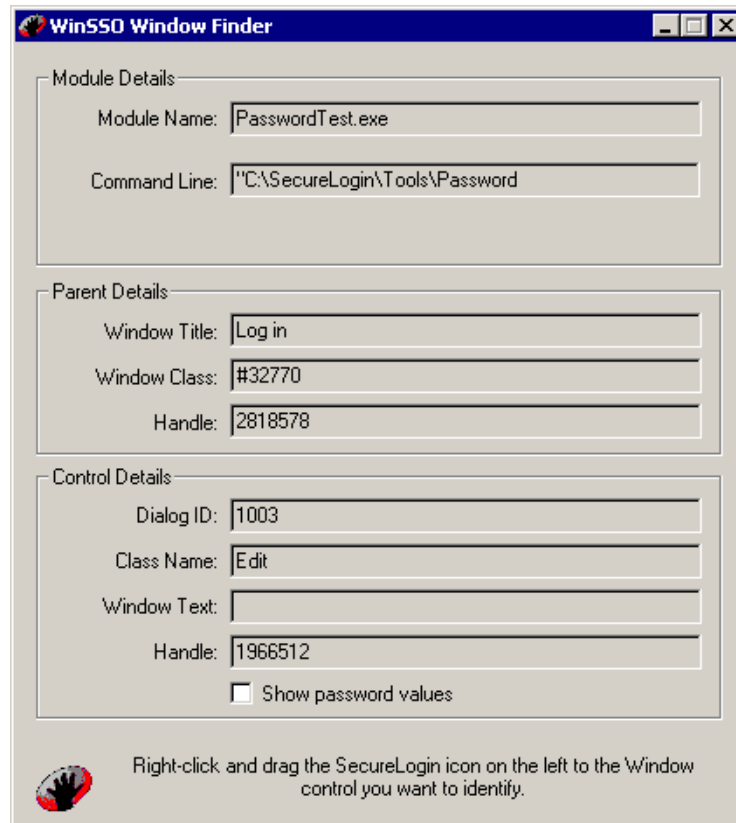 WinSSO Window Finder
Module Details
Module Name: PasswordTest.exe
Command Line: "C:\SecureLogin\Tools\Password
Parent Details
Window Title: Log in
Window Class: #32770
Handle: 2818578
Control Details
Dialog ID: 1003
Class Name: Edit
Window Text:
Handle: 1966512
Show password values
Right-click and drag the SecureLogin icon on the left to the Window
control you want to identify.